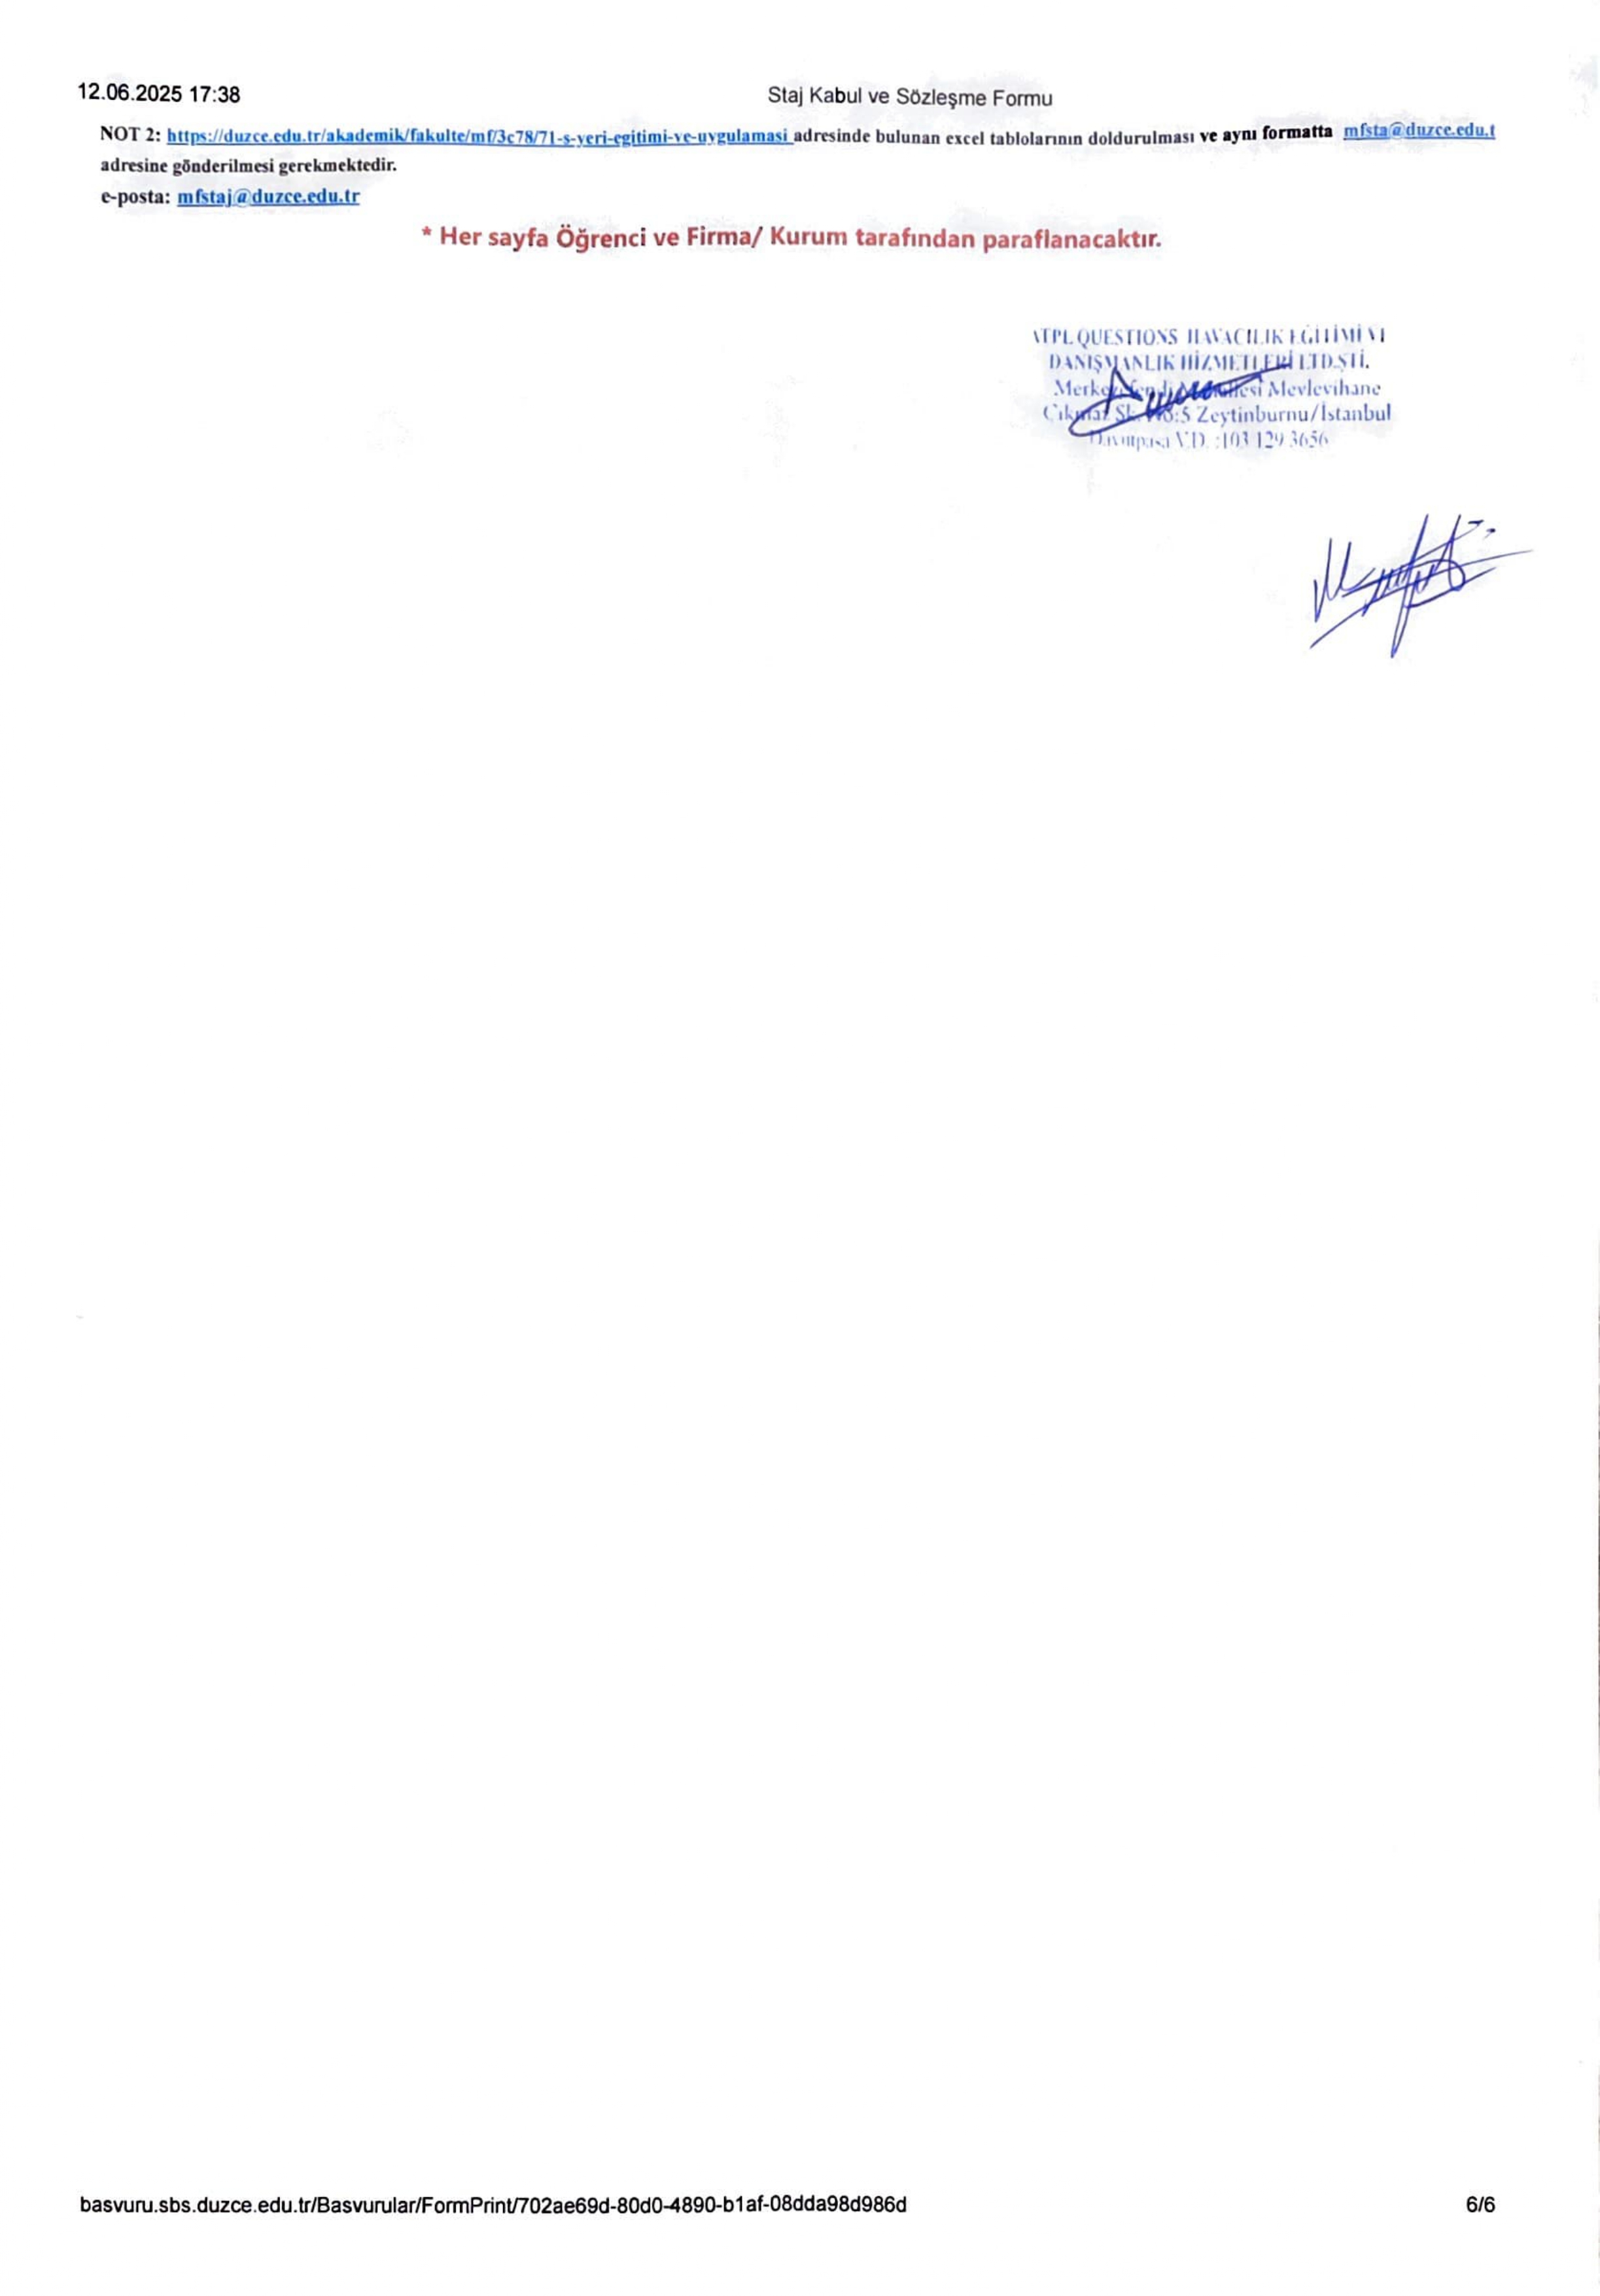 12.06.2025 17:38
Staj Kabul ve Sözleşme Formu
NOT 2: https://duzce.edu.tr/akademik/fakulte/mf/3c78/71-s-yeri-egitimi-ve-uygulamasi adresinde bulunan excel tablolarının doldurulması ve aynı formatta mfsta@duzce.edu.t
adresine gönderilmesi gerekmektedir.
e-posta: mfstaj@duzce.edu.tr
* Her sayfa Öğrenci ve Firma/ Kurum tarafından paraflanacaktır.
ATPL QUESTIONS HAVACILIK EĞİTİMİ VE
DANIŞMANLIK HİZMETLERİ LTD.ŞTİ.
Mevlevihane
Çıkmaz Sk. No:5 Zeytinburnu/İstanbul
Davutpaşa V.D. :103 129 3656
basvuru.sbs.duzce.edu.tr/Basvurular/FormPrint/702ae69d-80d0-4890-b1af-08dda98d986d
6/6